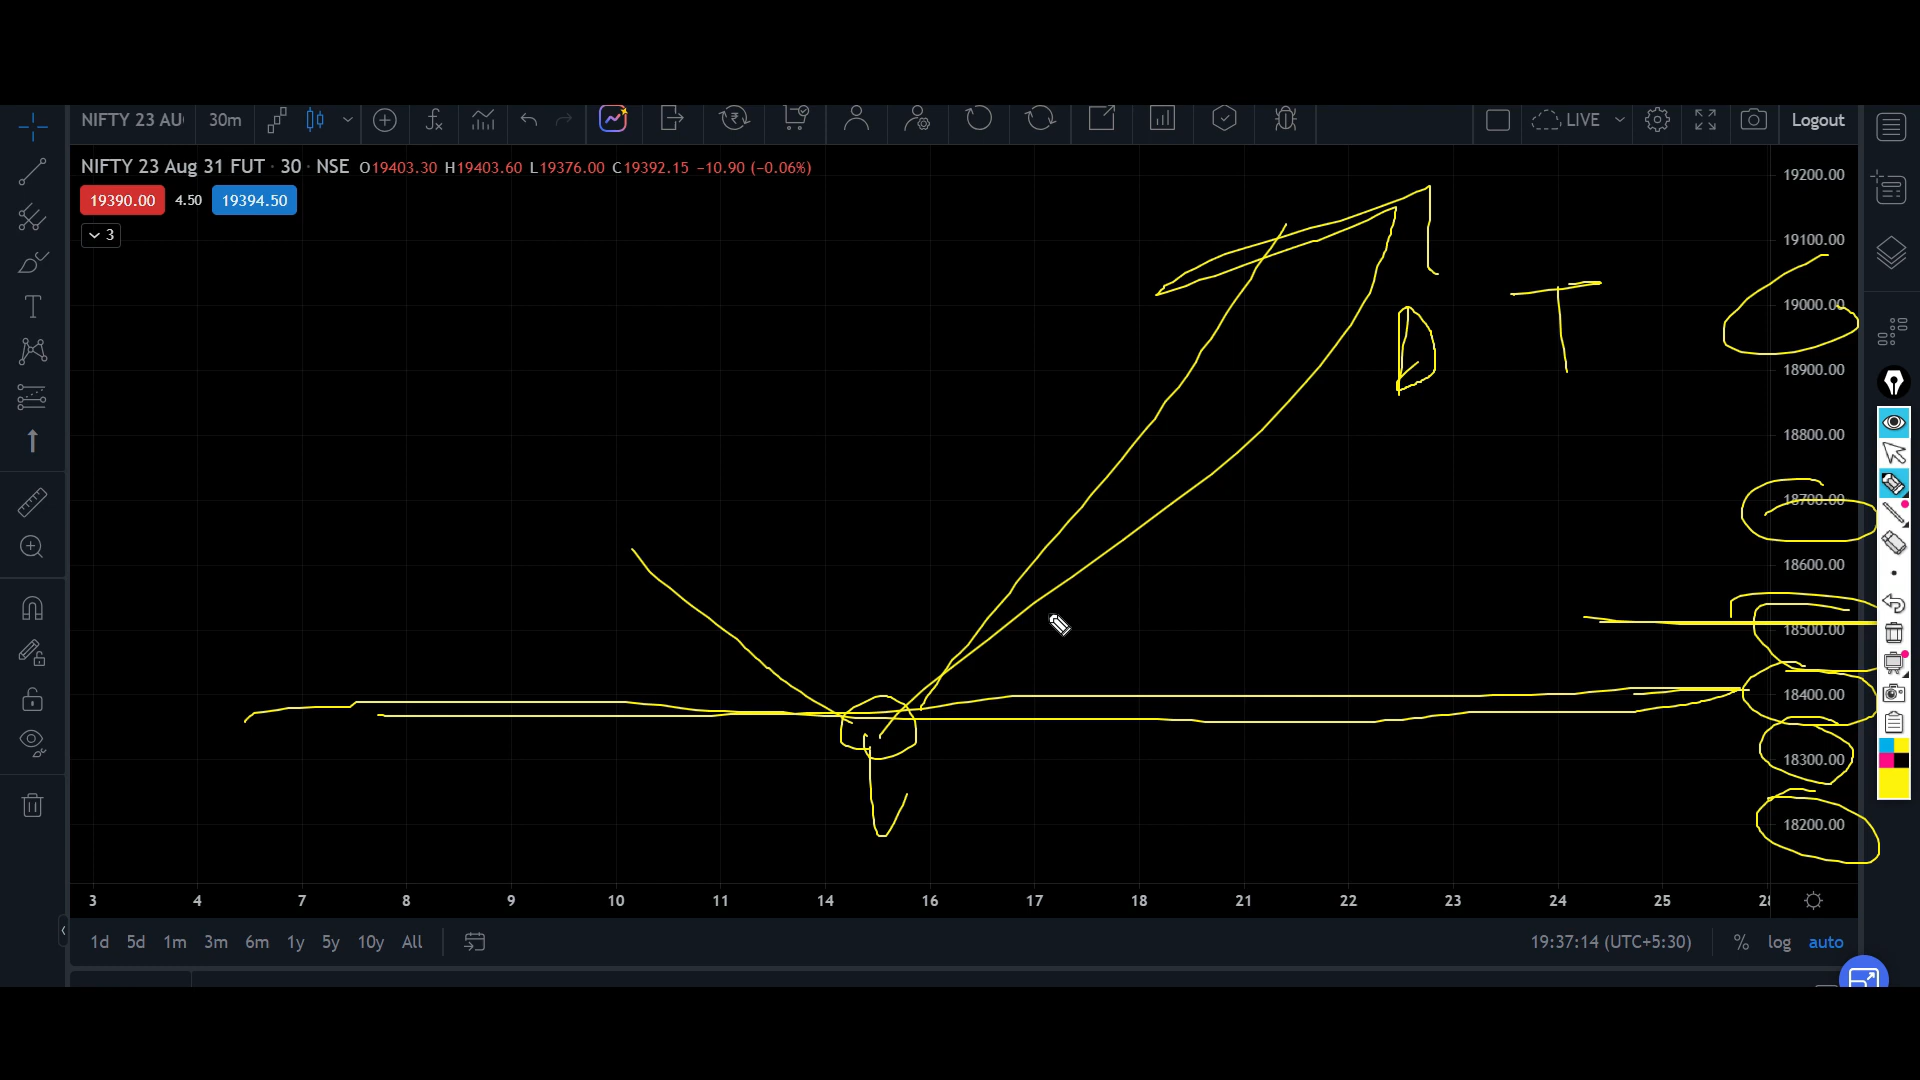 NIFTY 23 AU 30m LIVE Logout
NIFTY 23 Aug 31 FUT · 30 · NSE O19403.30 H19403.60 L19376.00 C19392.15 −10.90 (−0.06%)
19390.00 4.50 19394.50
3
19200.00
19100.00
19000.00
D T
18900.00
18800.00
18700.00
18600.00
18500.00
18400.00
18300.00
18200.00
3 4 7 8 9 10 11 14 16 17 18 21 22 23 24 25
1d 5d 1m 3m 6m 1y 5y 10y All 19:37:14 (UTC+5:30) % log auto